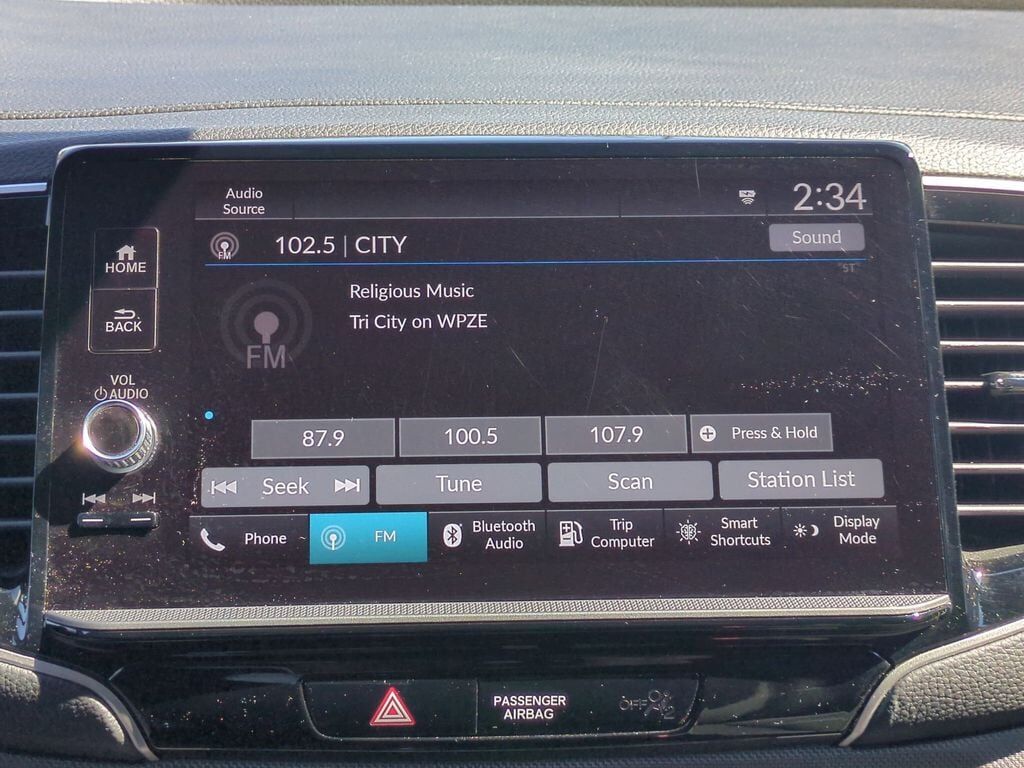 Audio
Source
2:34
FM
102.5 | CITY
Sound
"ST"
HOME
BACK
Religious Music
Tri City on WPZE
FM
VOL
AUDIO
87.9
100.5
107.9
Press & Hold
Seek
Tune
Scan
Station List
Phone
FM
Bluetooth
Audio
Trip
Computer
Smart
Shortcuts
Display
Mode
PASSENGER
AIRBAG
OFF